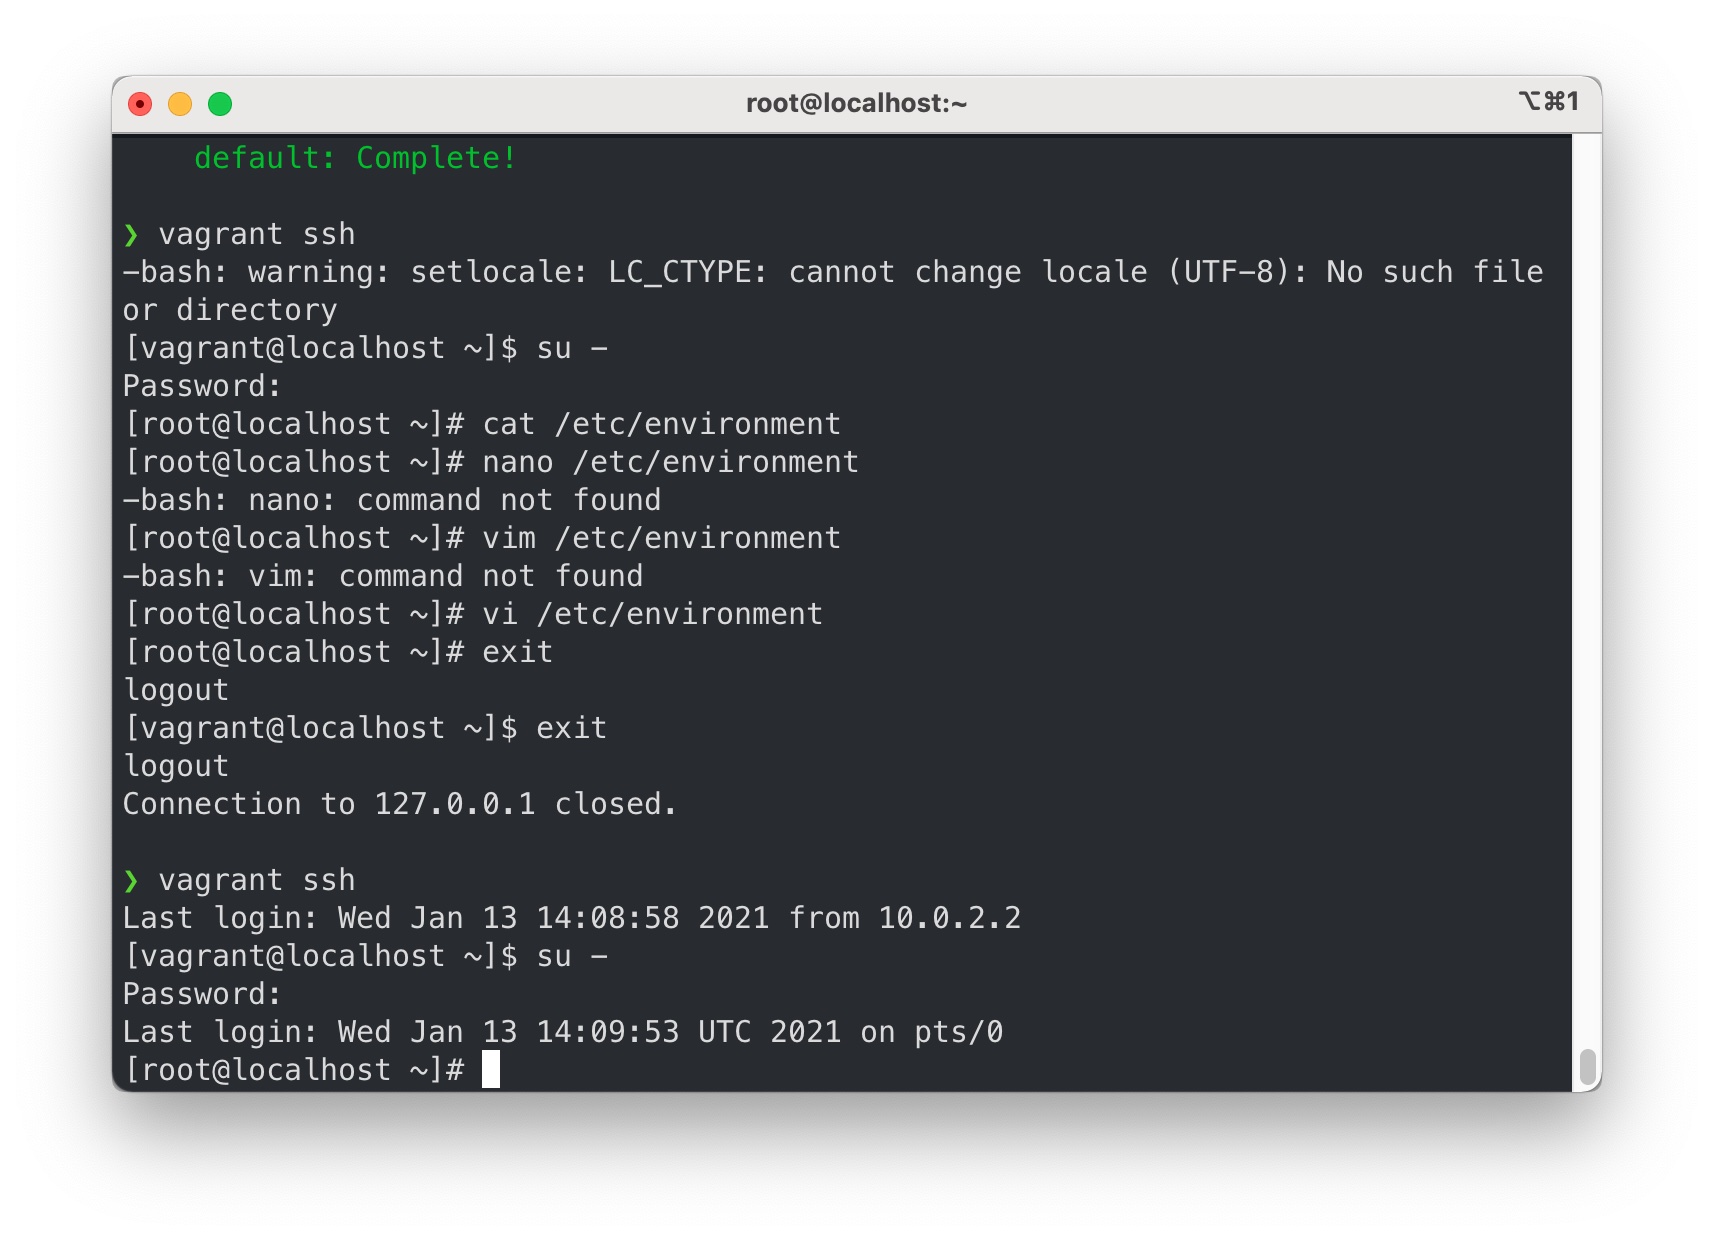 root@localhost:~
⌥⌘1
default: Complete!
❯ vagrant ssh
-bash: warning: setlocale: LC_CTYPE: cannot change locale (UTF-8): No such file
or directory
[vagrant@localhost ~]$ su -
Password:
[root@localhost ~]# cat /etc/environment
[root@localhost ~]# nano /etc/environment
-bash: nano: command not found
[root@localhost ~]# vim /etc/environment
-bash: vim: command not found
[root@localhost ~]# vi /etc/environment
[root@localhost ~]# exit
logout
[vagrant@localhost ~]$ exit
logout
Connection to 127.0.0.1 closed.
❯ vagrant ssh
Last login: Wed Jan 13 14:08:58 2021 from 10.0.2.2
[vagrant@localhost ~]$ su -
Password:
Last login: Wed Jan 13 14:09:53 UTC 2021 on pts/0
[root@localhost ~]#